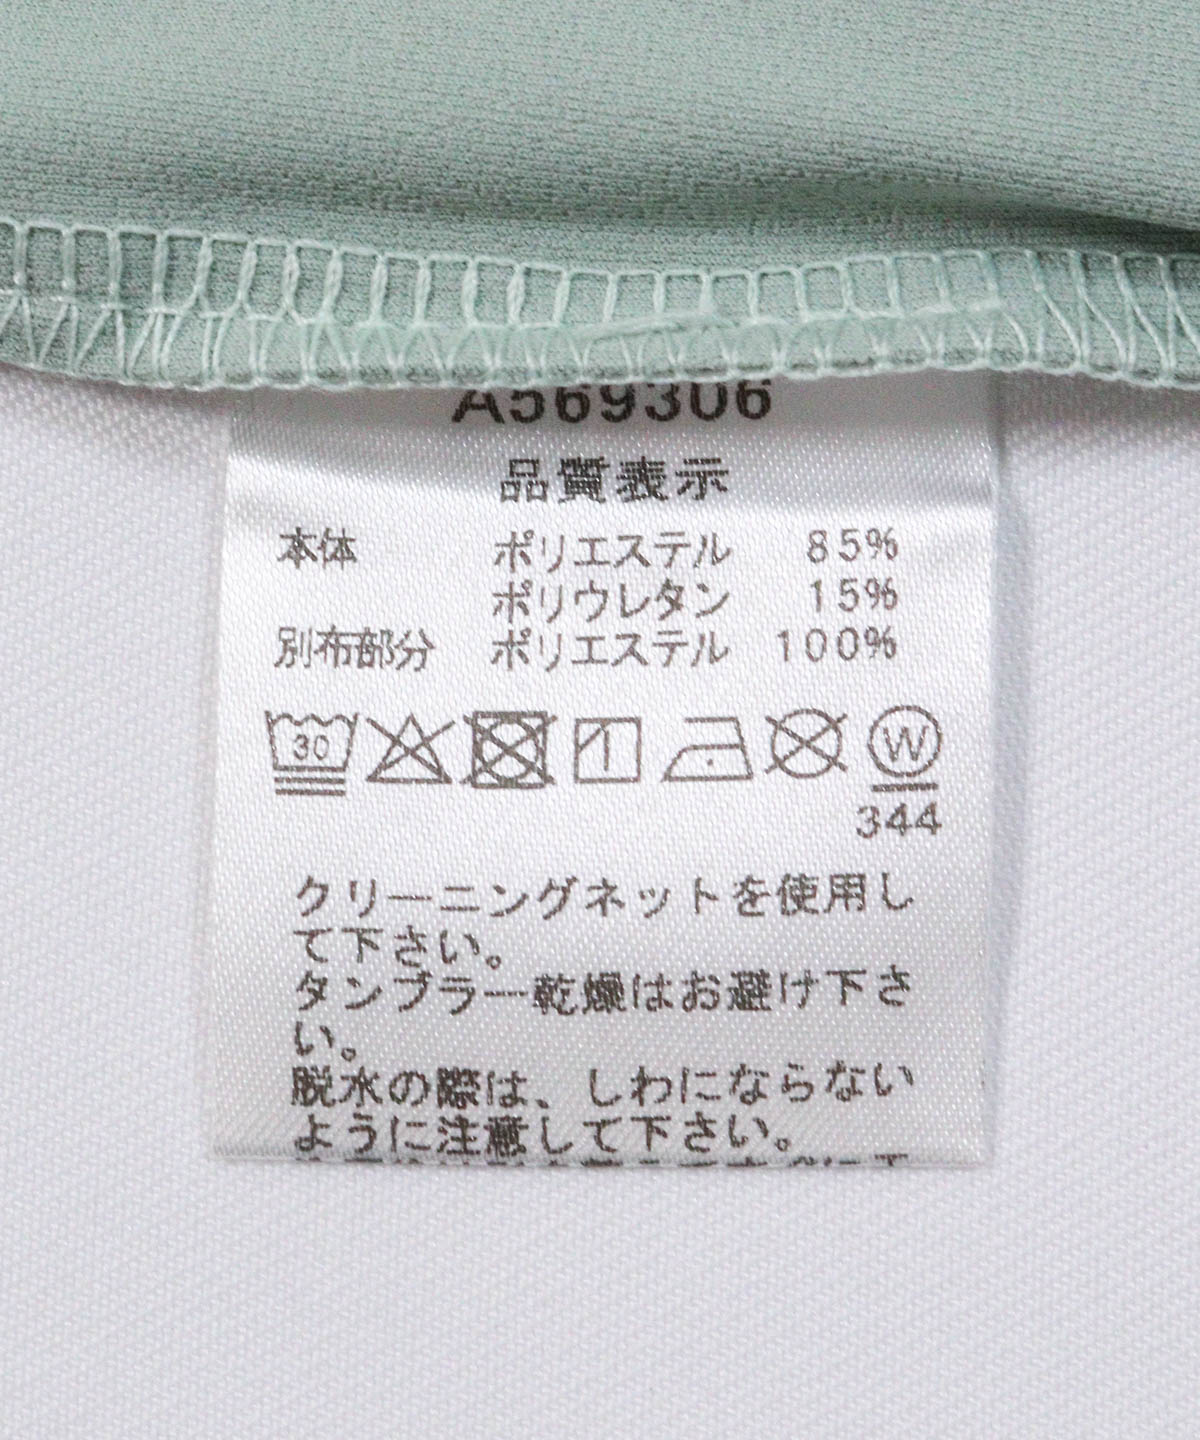 A569306
品質表示
本体 ポリエステル 85%
ポリウレタン 15%
別布部分 ポリエステル 100%
30
W
344
クリーニングネットを使用し
て下さい。
タンブラー乾燥はお避け下さ
い。
脱水の際は、しわにならない
ように注意して下さい。